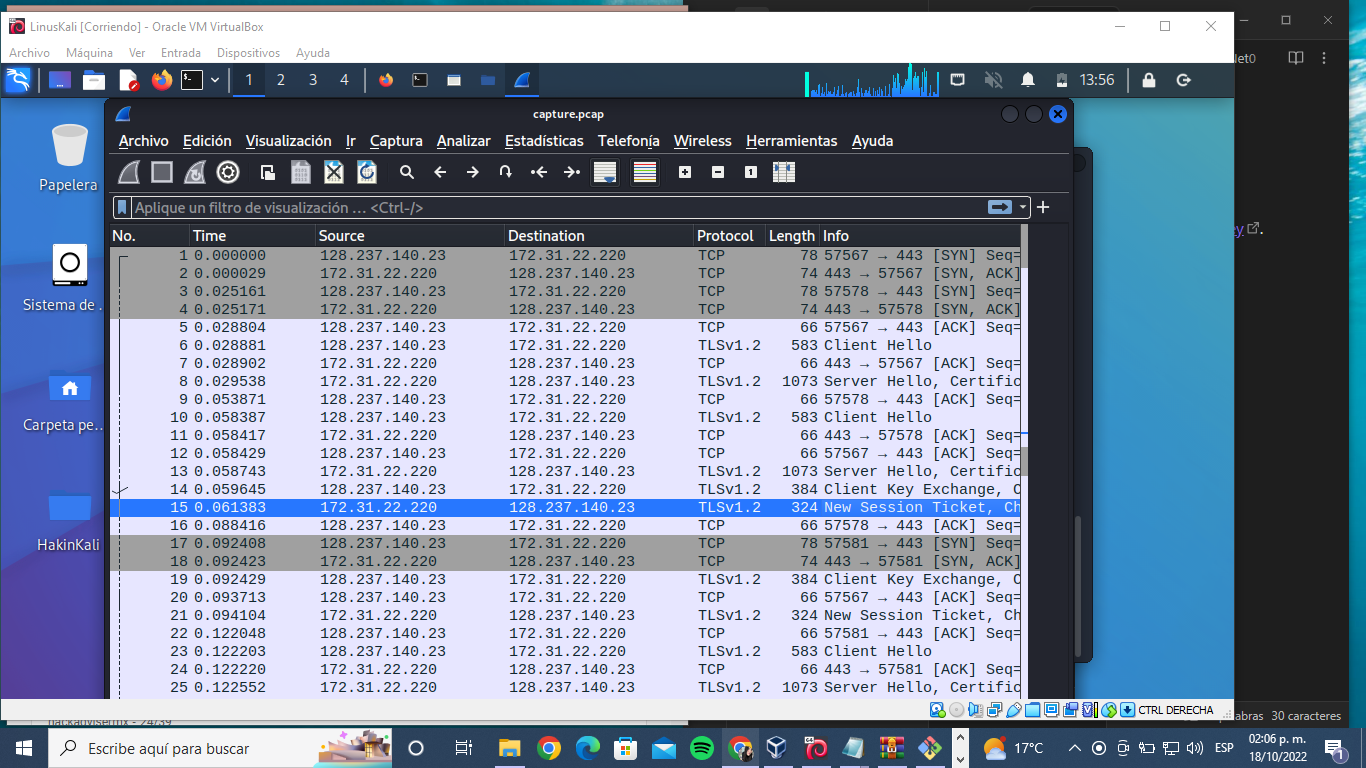 LinusKali [Corriendo] - Oracle VM VirtualBox
Archivo Máquina Ver Entrada Dispositivos Ayuda
1 2 3 4 13:56
capture.pcap
Archivo Edición Visualización Ir Captura Analizar Estadísticas Telefonía Wireless Herramientas Ayuda
Aplique un filtro de visualización … <Ctrl-/>
No. Time Source Destination Protocol Length Info
1 0.000000 128.237.140.23 172.31.22.220 TCP 78 57567 → 443 [SYN] Seq=
2 0.000029 172.31.22.220 128.237.140.23 TCP 74 443 → 57567 [SYN, ACK]
3 0.025161 128.237.140.23 172.31.22.220 TCP 78 57578 → 443 [SYN] Seq=
4 0.025171 172.31.22.220 128.237.140.23 TCP 74 443 → 57578 [SYN, ACK]
5 0.028804 128.237.140.23 172.31.22.220 TCP 66 57567 → 443 [ACK] Seq=
6 0.028881 128.237.140.23 172.31.22.220 TLSv1.2 583 Client Hello
7 0.028902 172.31.22.220 128.237.140.23 TCP 66 443 → 57567 [ACK] Seq=
8 0.029538 172.31.22.220 128.237.140.23 TLSv1.2 1073 Server Hello, Certific
9 0.053871 128.237.140.23 172.31.22.220 TCP 66 57578 → 443 [ACK] Seq=
10 0.058387 128.237.140.23 172.31.22.220 TLSv1.2 583 Client Hello
11 0.058417 172.31.22.220 128.237.140.23 TCP 66 443 → 57578 [ACK] Seq=
12 0.058429 128.237.140.23 172.31.22.220 TCP 66 57567 → 443 [ACK] Seq=
13 0.058743 172.31.22.220 128.237.140.23 TLSv1.2 1073 Server Hello, Certific
14 0.059645 128.237.140.23 172.31.22.220 TLSv1.2 384 Client Key Exchange, C
15 0.061383 172.31.22.220 128.237.140.23 TLSv1.2 324 New Session Ticket, Ch
16 0.088416 128.237.140.23 172.31.22.220 TCP 66 57578 → 443 [ACK] Seq=
17 0.092408 128.237.140.23 172.31.22.220 TCP 78 57581 → 443 [SYN] Seq=
18 0.092423 172.31.22.220 128.237.140.23 TCP 74 443 → 57581 [SYN, ACK]
19 0.092429 128.237.140.23 172.31.22.220 TLSv1.2 384 Client Key Exchange, C
20 0.093713 128.237.140.23 172.31.22.220 TCP 66 57567 → 443 [ACK] Seq=
21 0.094104 172.31.22.220 128.237.140.23 TLSv1.2 324 New Session Ticket, Ch
22 0.122048 128.237.140.23 172.31.22.220 TCP 66 57581 → 443 [ACK] Seq=
23 0.122203 128.237.140.23 172.31.22.220 TLSv1.2 583 Client Hello
24 0.122220 172.31.22.220 128.237.140.23 TCP 66 443 → 57581 [ACK] Seq=
25 0.122552 172.31.22.220 128.237.140.23 TLSv1.2 1073 Server Hello, Certific
Papelera
Sistema de .
Carpeta pe..
HakinKali
CTRL DERECHA
30 caracteres
Escribe aquí para buscar
17°C
ESP
02:06 p. m.
18/10/2022
1